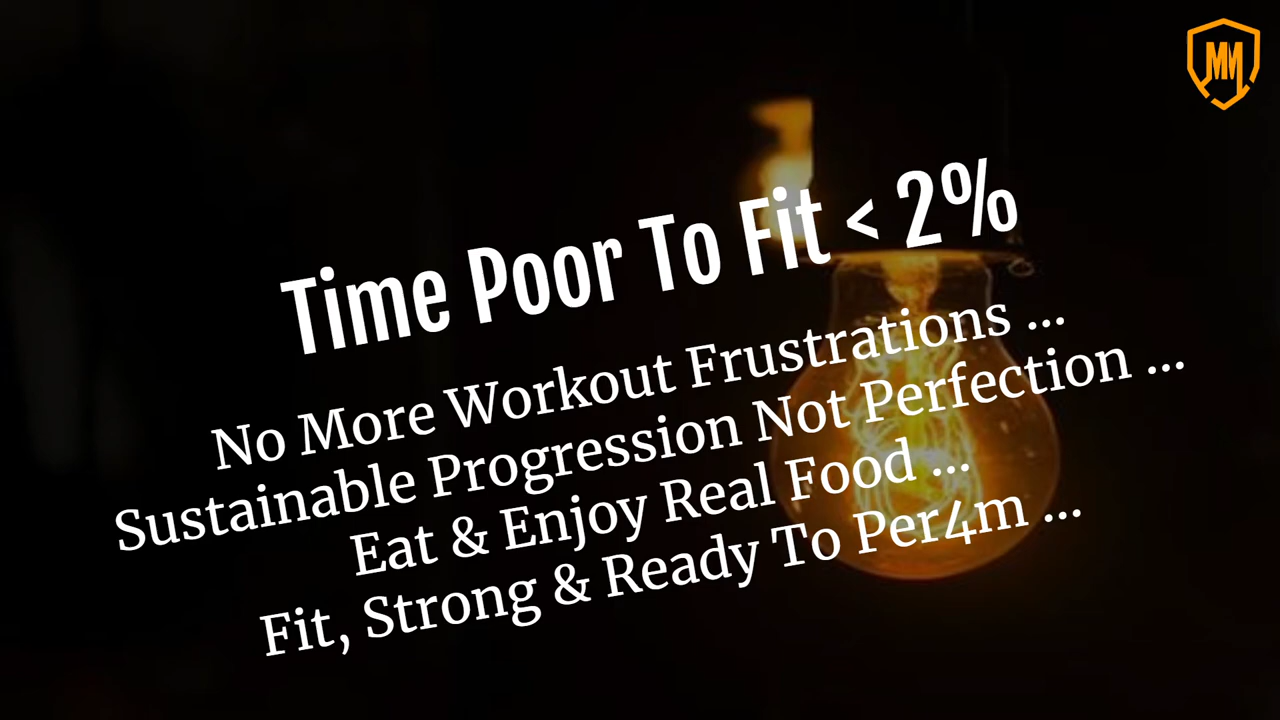 MM
Time Poor To Fit < 2%
No More Workout Frustrations ...
Sustainable Progression Not Perfection ...
Eat & Enjoy Real Food ...
Fit, Strong & Ready To Per4m ...